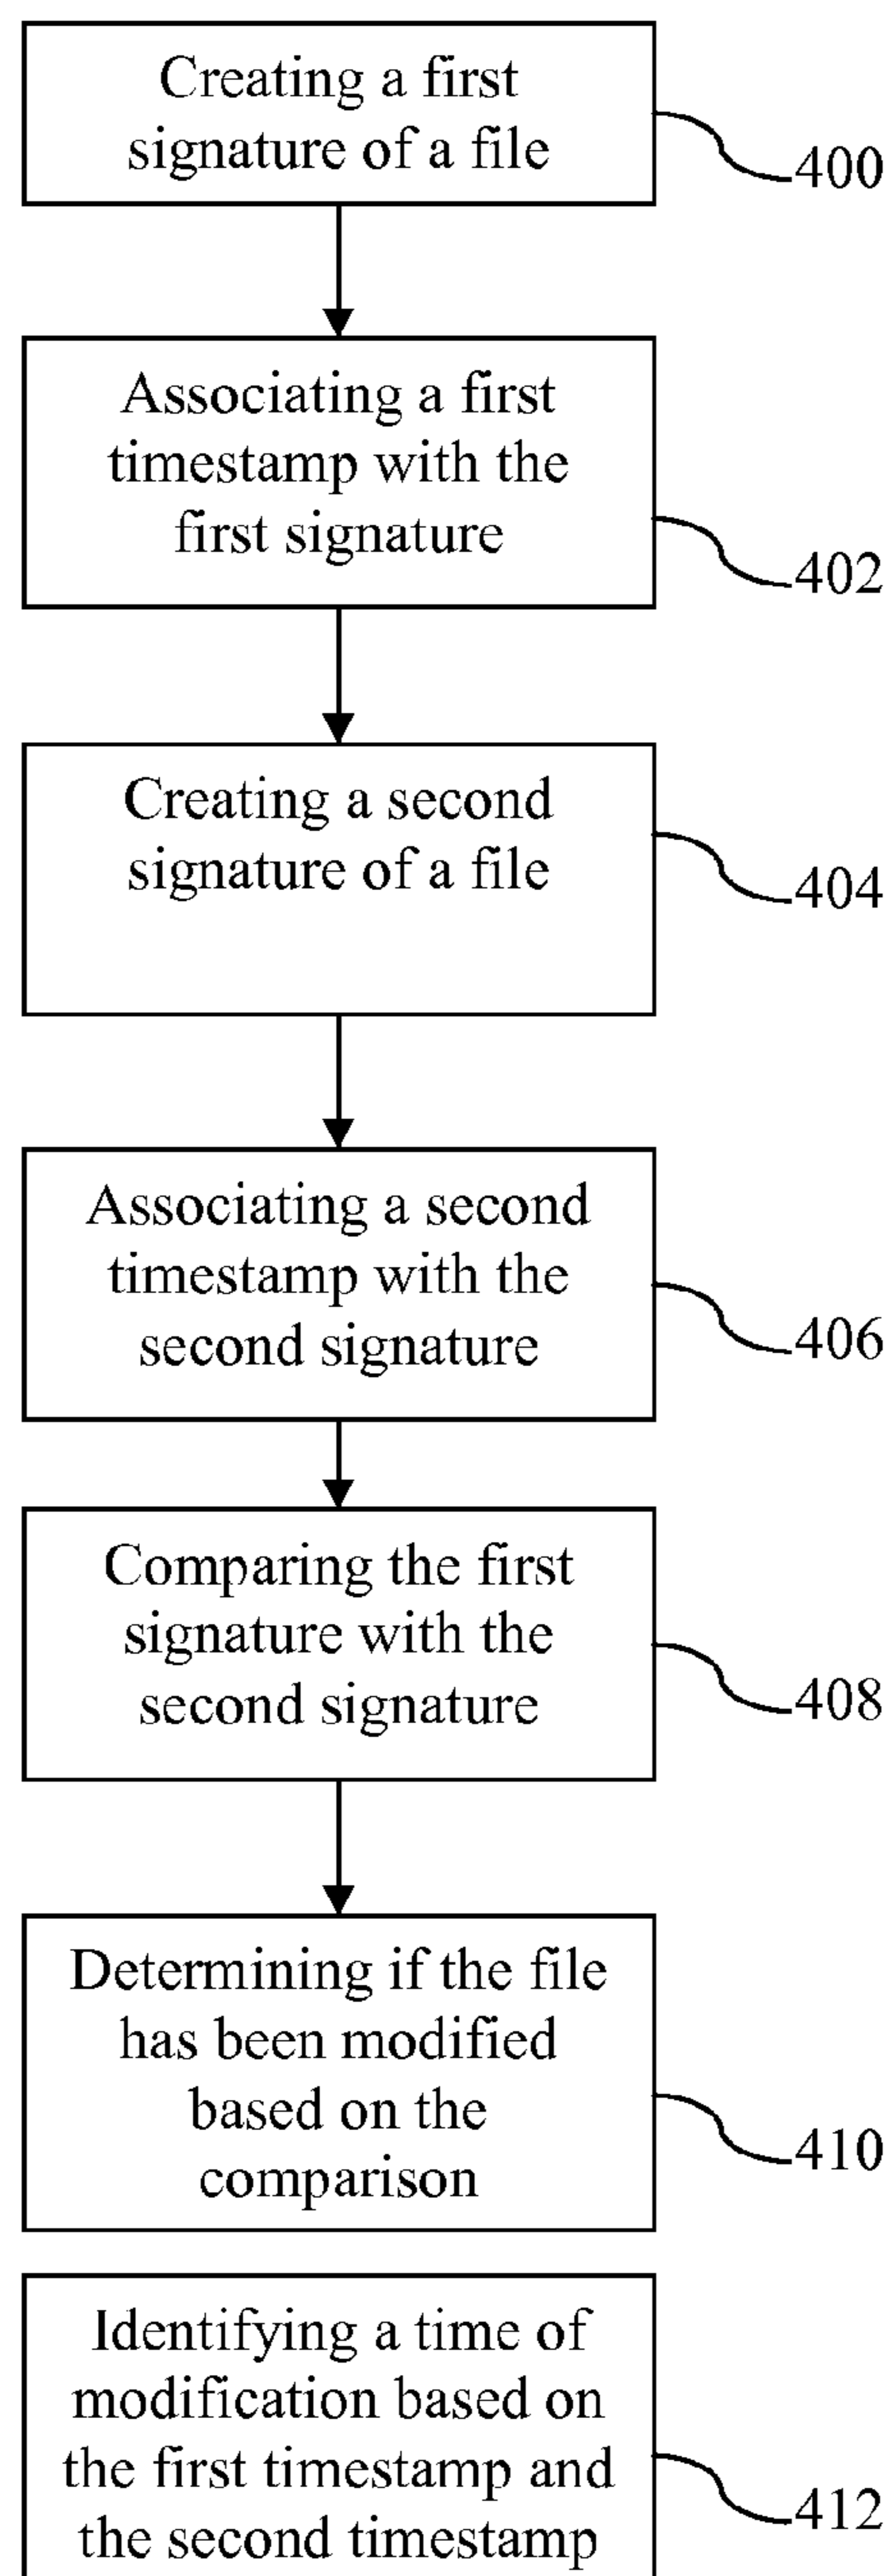 Creating a first
signature of a file
400
Associating a first
timestamp with the
first signature
402
Creating a second
signature of a file
404
Associating a second
timestamp with the
second signature
406
Comparing the first
signature with the
second signature
408
Determining if the file
has been modified
based on the
comparison
410
Identifying a time of
modification based on
the first timestamp and
the second timestamp
412